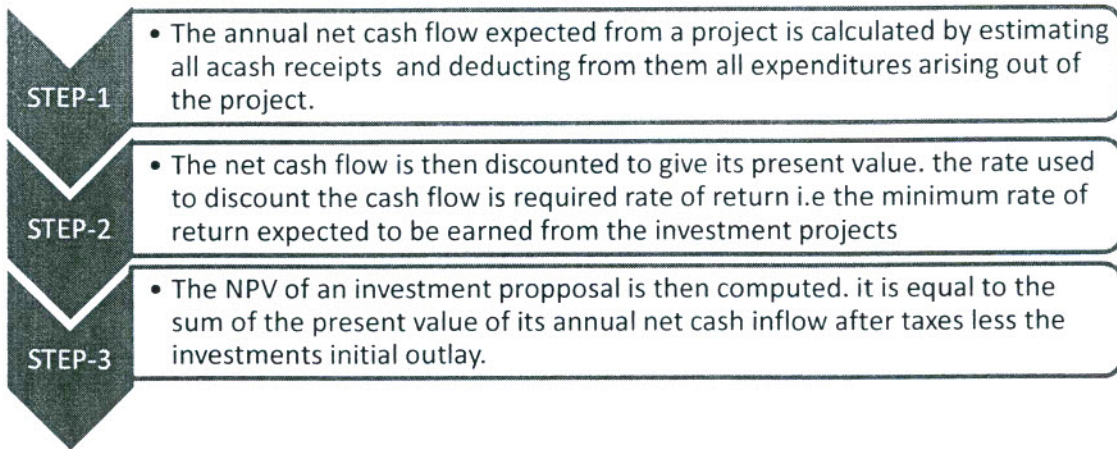 • The annual net cash flow expected from a project is calculated by estimating
all acash receipts and deducting from them all expenditures arising out of
the project.
STEP-1
• The net cash flow is then discounted to give its present value. the rate used
to discount the cash flow is required rate of return i.e the minimum rate of
return expected to be earned from the investment projects
STEP-2
• The NPV of an investment propposal is then computed. it is equal to the
sum of the present value of its annual net cash inflow after taxes less the
investments initial outlay.
STEP-3